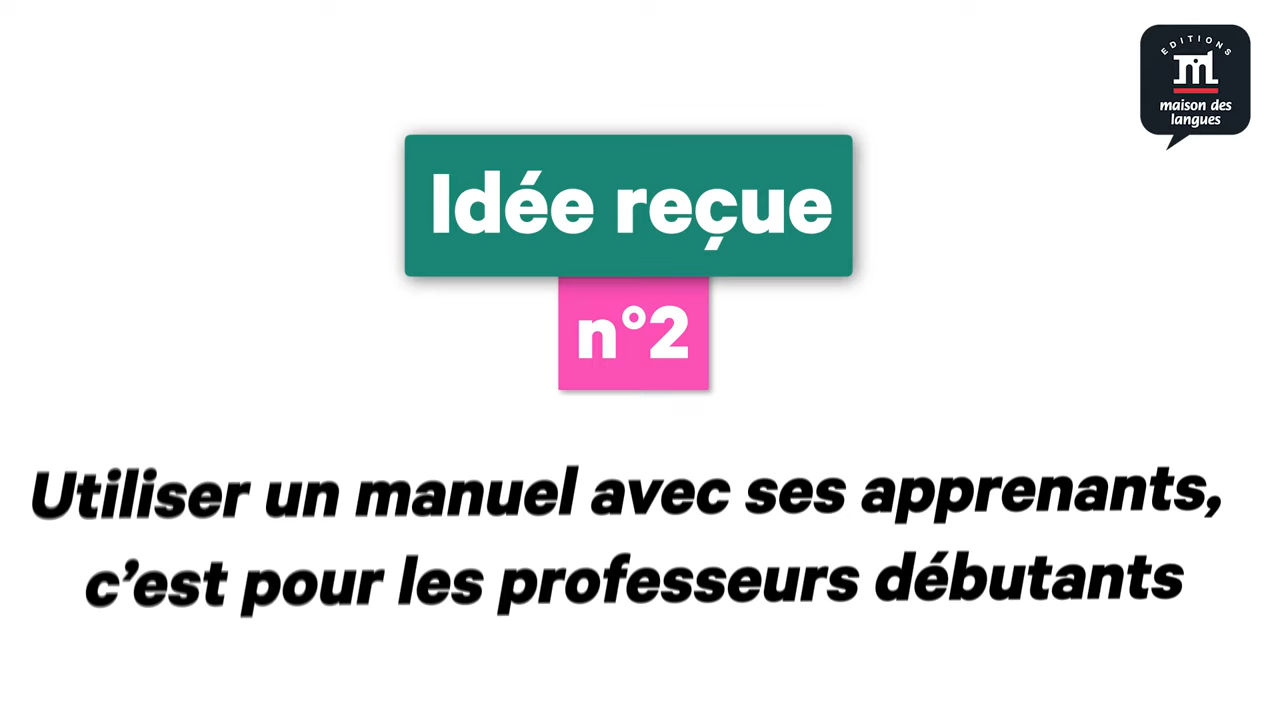 EDITIONS
maison des
langues
Idée reçue
n°2
Utiliser un manuel avec ses apprenants,
c’est pour les professeurs débutants